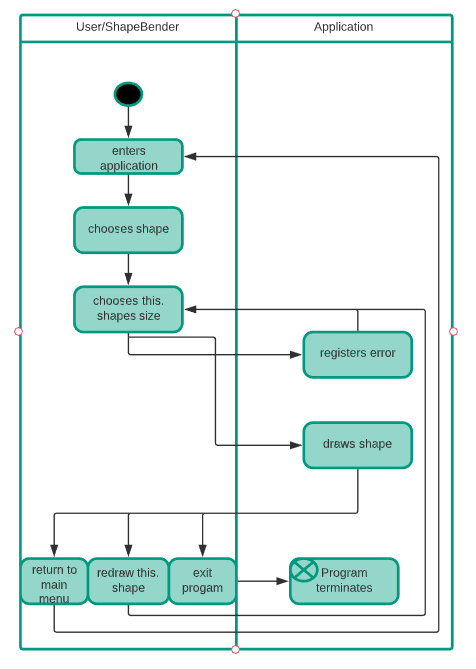 User/ShapeBender
Application
enters
application
chooses shape
chooses this.
shapes size
registers error
draws shape
return to
main
menu
redraw this.
shape
exit
progam
Program
terminates